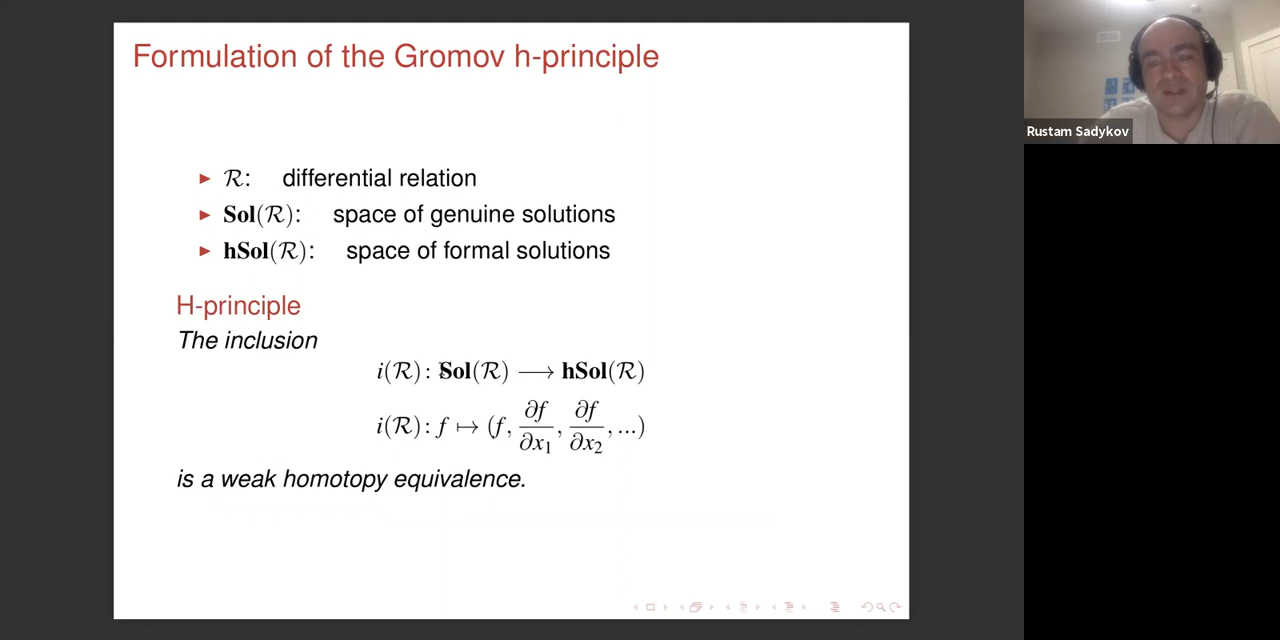 Formulation of the Gromov h-principle
▶ ℛ: differential relation
▶ Sol(ℛ): space of genuine solutions
▶ hSol(ℛ): space of formal solutions
H-principle
The inclusion
i(ℛ): Sol(ℛ) ⟶ hSol(ℛ)
i(ℛ): f ↦ (f, ∂f/∂x₁, ∂f/∂x₂, ...)
is a weak homotopy equivalence.
Rustam Sadykov